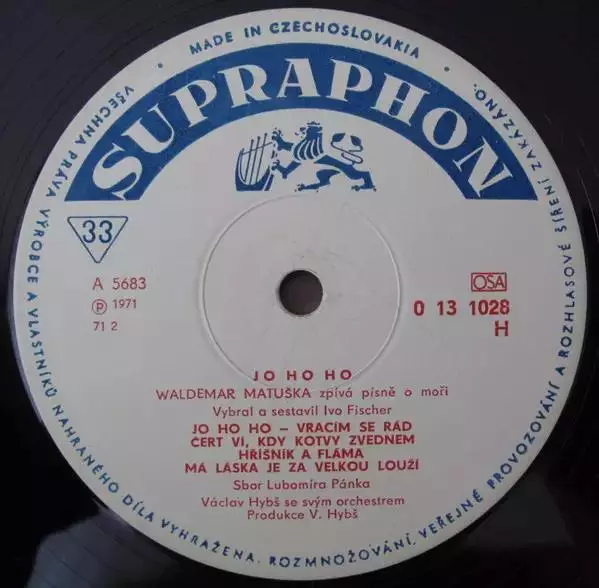 MADE IN CZECHOSLOVAKIA
VŠECHNA PRÁVA VÝROBCE A VLASTNÍKŮ NAHRANÉHO DÍLA VYHRAŽENA. ROZMNOŽOVÁNÍ, VEŘEJNÉ PROVOZOVÁNÍ A ROZHLASOVÉ ŠÍŘENÍ ZAKÁZÁNO.
SUPRAPHON
33
A 5683
Ⓟ 1971
71 2
OSA
0 13 1028
H
JO HO HO
WALDEMAR MATUŠKA zpívá písně o moři
Vybral a sestavil Ivo Fischer
JO HO HO – VRACÍM SE RÁD
ČERT VÍ, KDY KOTVY ZVEDNEM
HŘÍŠNÍK A FLÁMA
MÁ LÁSKA JE ZA VELKOU LOUŽÍ
Sbor Lubomíra Pánka
Václav Hybš se svým orchestrem
Produkce V. Hybš